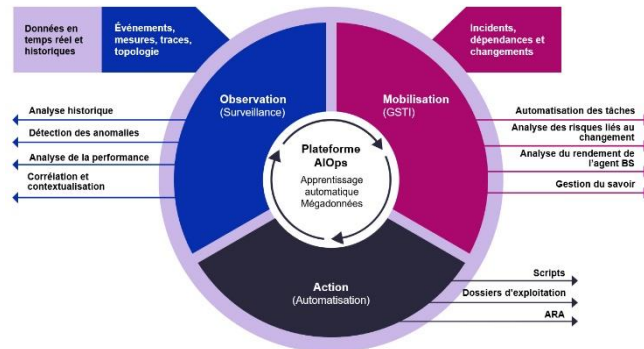 Données en
temps réel et
historiques
Événements,
mesures, traces,
topologie
Incidents,
dépendances et
changements
Observation
(Surveillance)
Mobilisation
(GSTI)
Analyse historique
Détection des anomalies
Analyse de la performance
Corrélation et
contextualisation
Plateforme
AIOps
Apprentissage
automatique
Mégadonnées
Automatisation des tâches
Analyse des risques liés au
changement
Analyse du rendement de
l'agent BS
Gestion du savoir
Action
(Automatisation)
Scripts
Dossiers d'exploitation
ARA